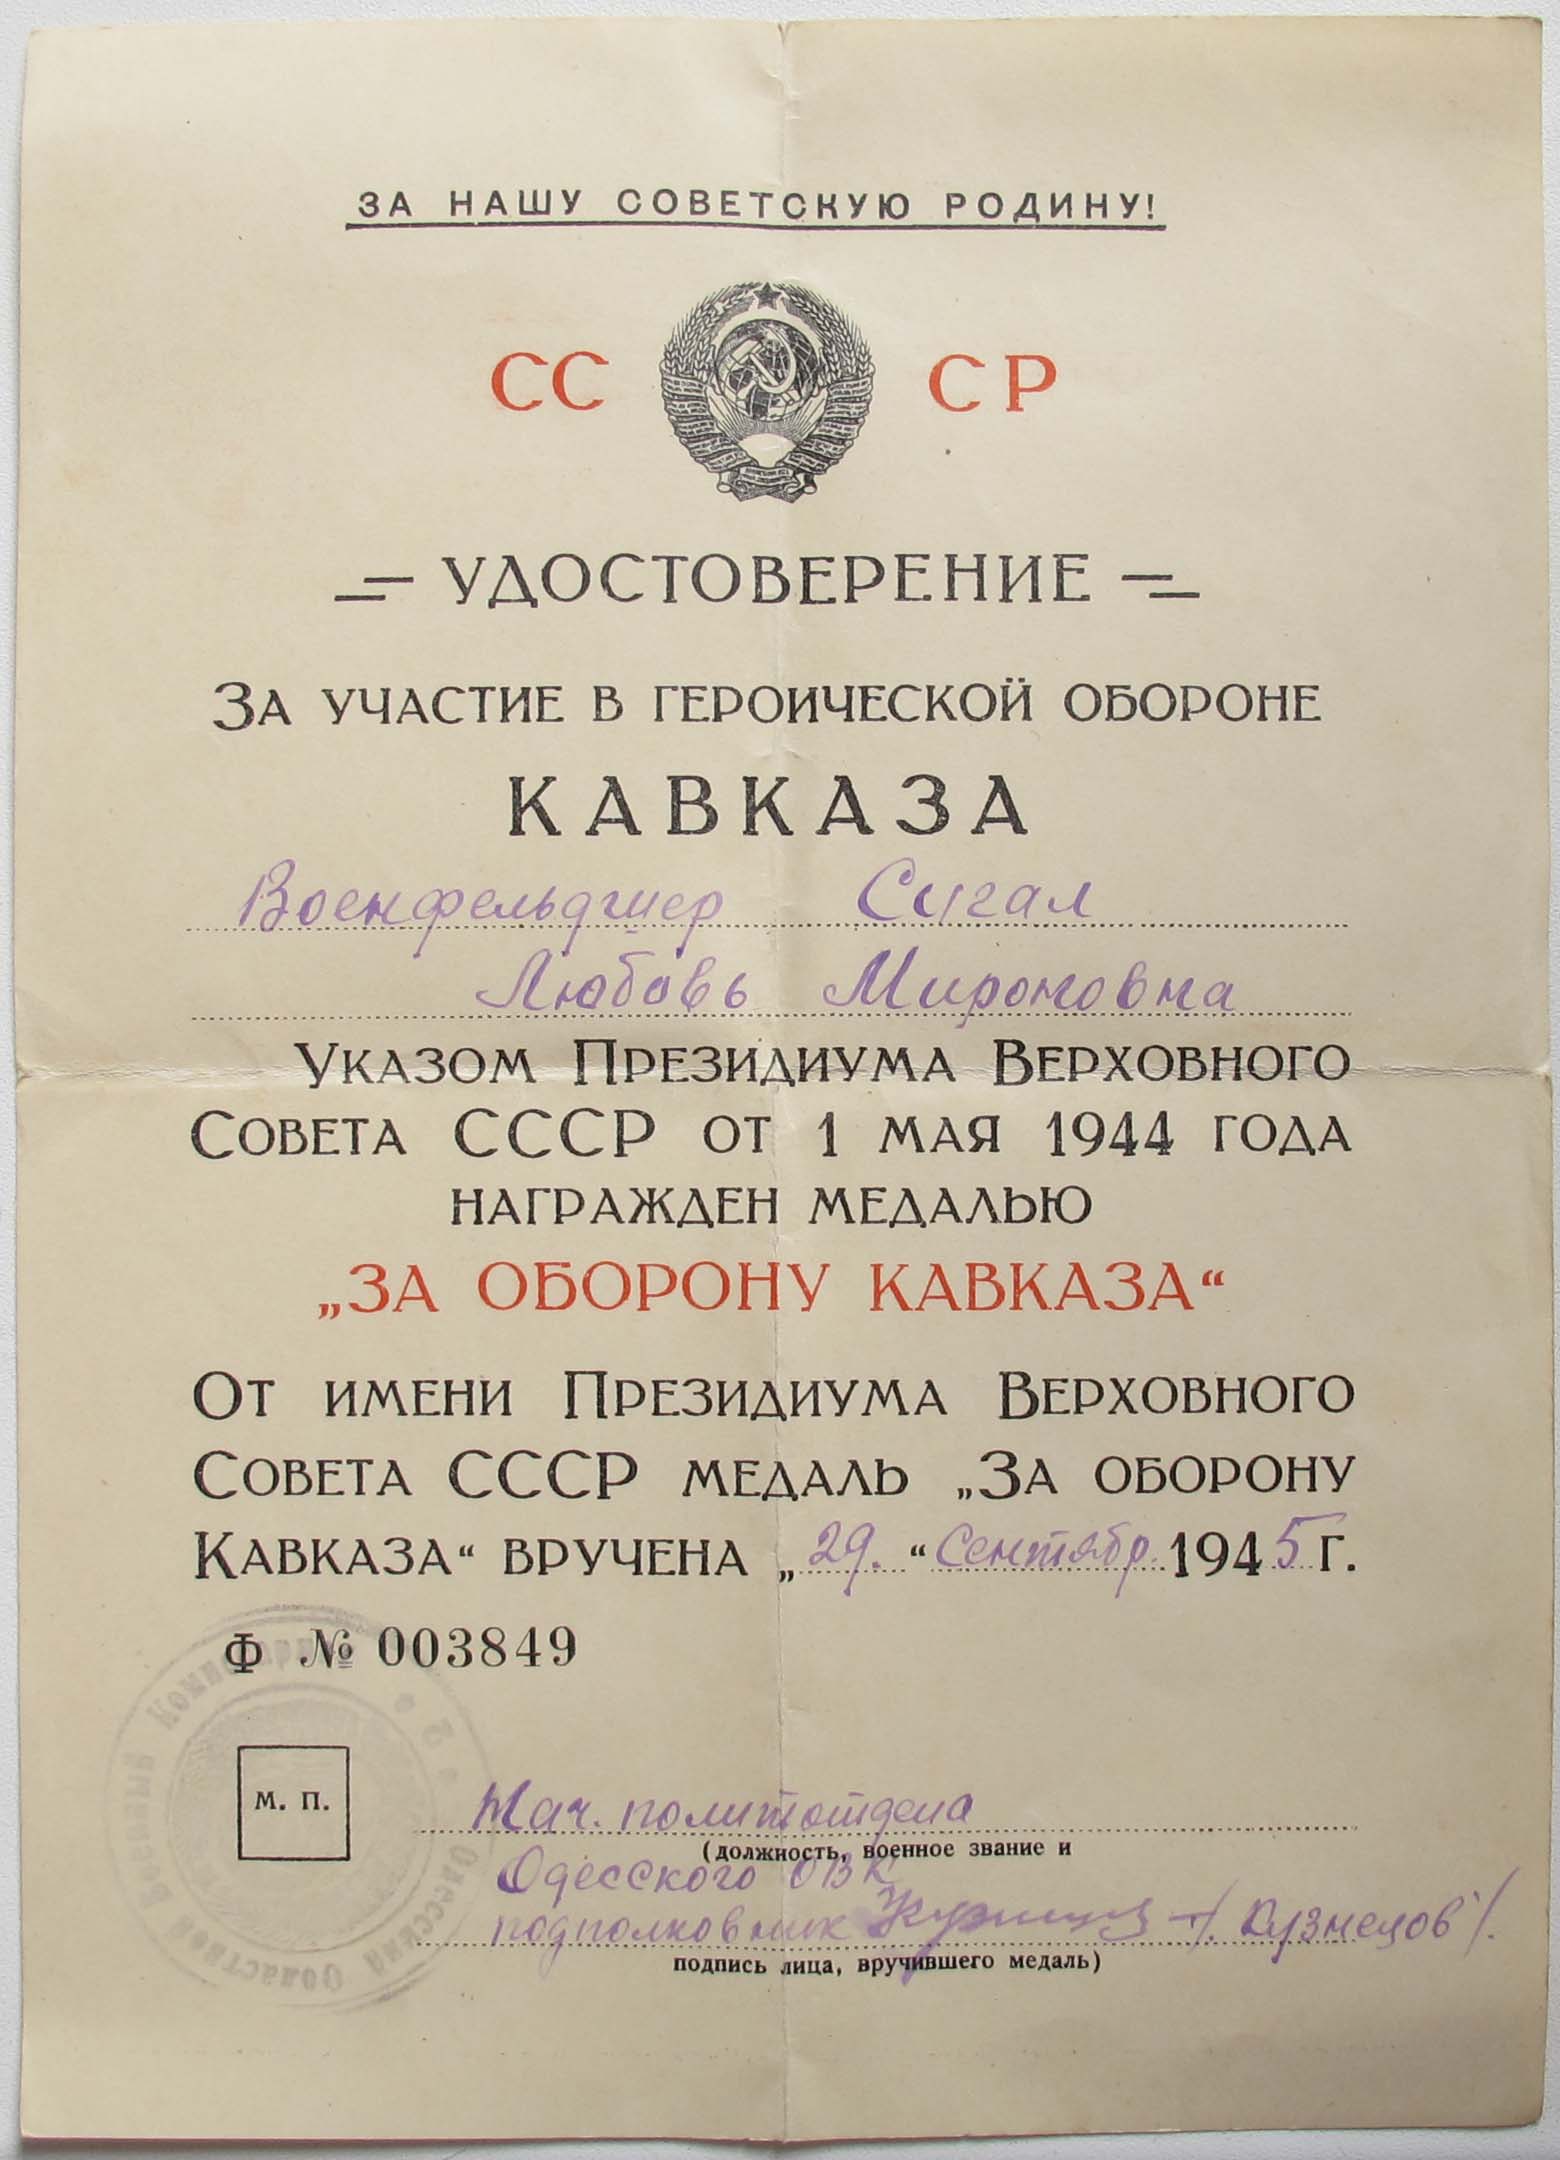 ЗА НАШУ СОВЕТСКУЮ РОДИНУ!
СС СР
УДОСТОВЕРЕНИЕ
ЗА УЧАСТИЕ В ГЕРОИЧЕСКОЙ ОБОРОНЕ
КАВКАЗА
Военфельдшер Сигал
Любовь Мироновна
УКАЗОМ ПРЕЗИДИУМА ВЕРХОВНОГО
СОВЕТА СССР ОТ 1 МАЯ 1944 ГОДА
НАГРАЖДЕН МЕДАЛЬЮ
„ЗА ОБОРОНУ КАВКАЗА“
ОТ ИМЕНИ ПРЕЗИДИУМА ВЕРХОВНОГО
СОВЕТА СССР МЕДАЛЬ „ЗА ОБОРОНУ
КАВКАЗА“ ВРУЧЕНА „29.“ Сентябр. 1945 Г.
Ф № 003849
М. П.
Нач. политотдела
(должность, военное звание и
Одесского ОВК
подполковник /Кузнецов/.
подпись лица, вручившего медаль)